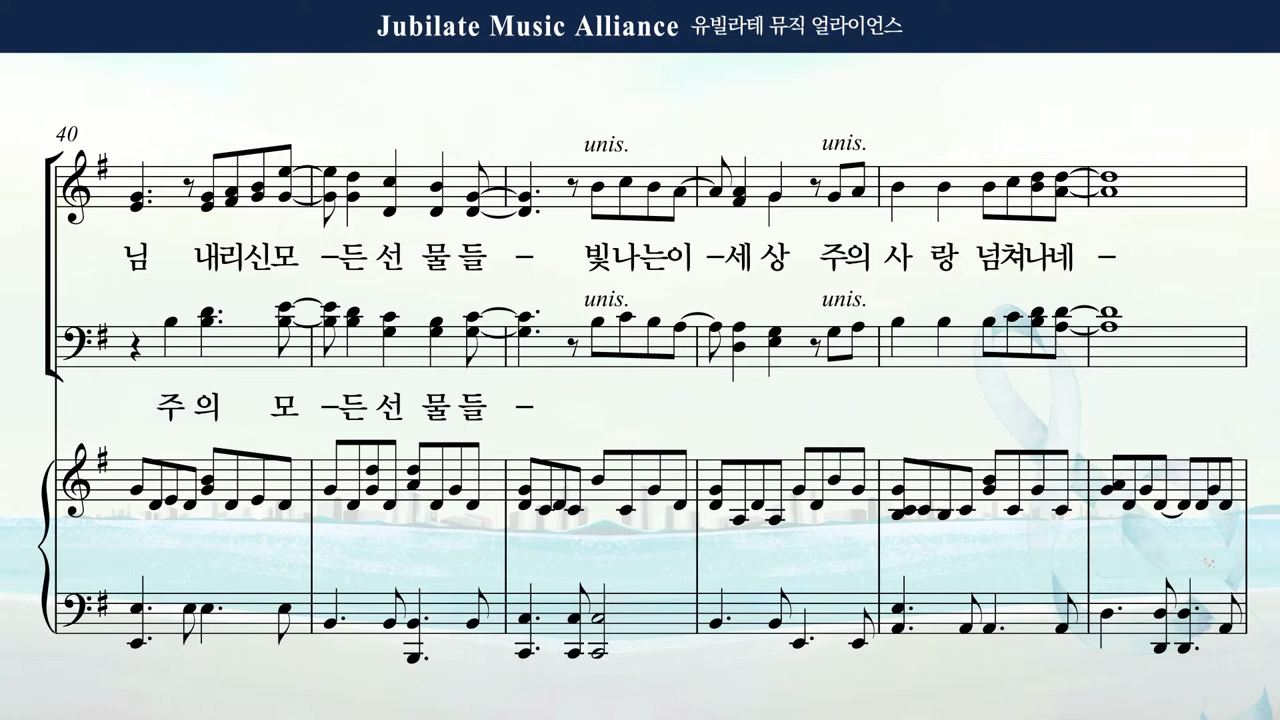 Jubilate Music Alliance 유빌라테 뮤직 얼라이언스
40
unis. unis.
님 내리신모 –든 선 물 들 – 빛나는이 –세 상 주의 사 랑 넘쳐나네 –
unis. unis.
주 의 모 –든 선 물 들 –